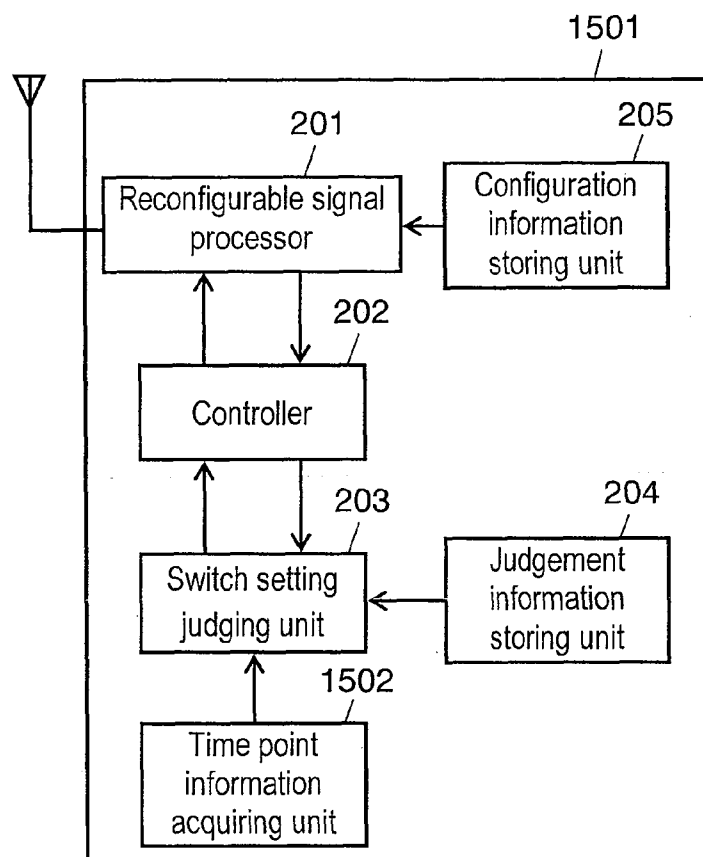 1501
201
205
Reconfigurable signal
processor
Configuration
information
storing unit
202
Controller
203
204
Switch setting
judging unit
Judgement
information
storing unit
1502
Time point
information
acquiring unit